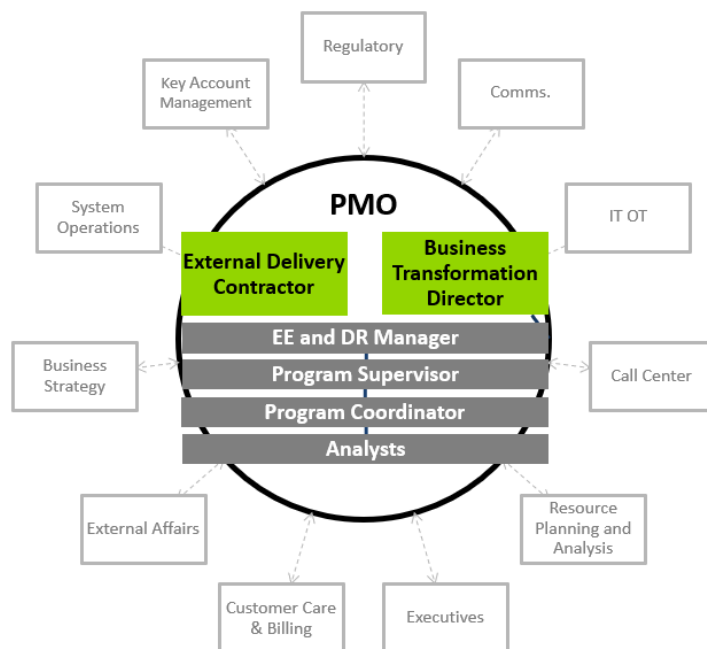 Regulatory
Key Account
Management
Comms.
PMO
System
Operations
IT OT
External Delivery
Contractor
Business
Transformation
Director
EE and DR Manager
Program Supervisor
Business
Strategy
Call Center
Program Coordinator
Analysts
External Affairs
Resource
Planning and
Analysis
Customer Care
& Billing
Executives